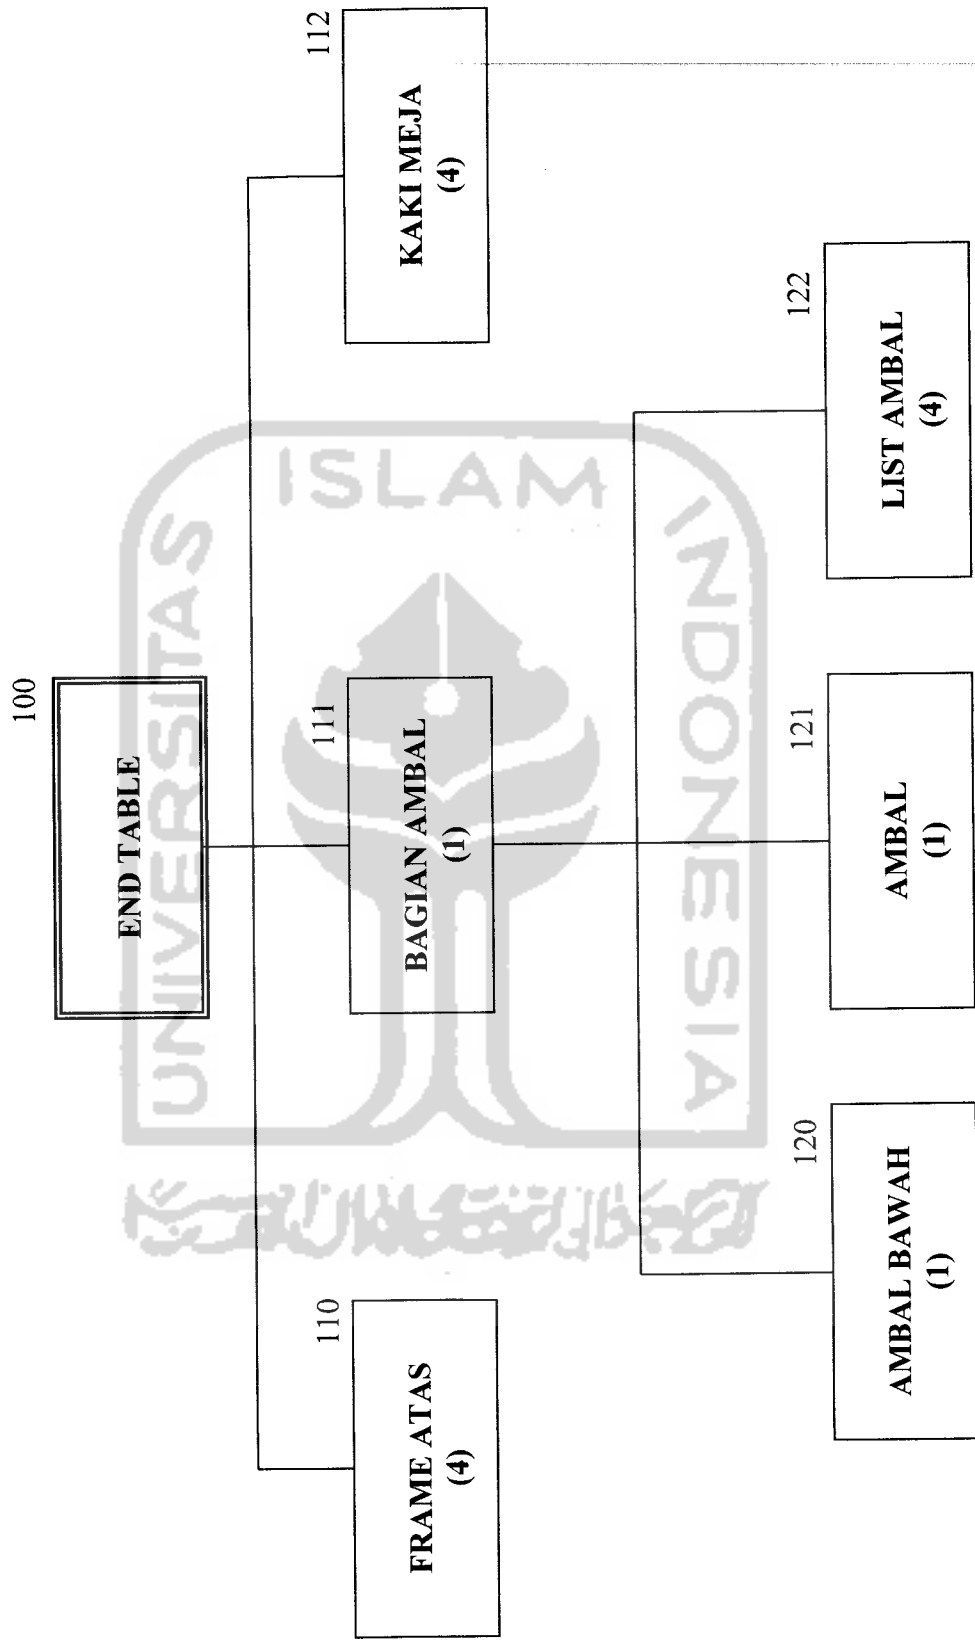 100
END TABLE
110
FRAME ATAS
(4)
111
BAGIAN AMBAL
(1)
112
KAKI MEJA
(4)
120
AMBAL BAWAH
(1)
121
AMBAL
(1)
122
LIST AMBAL
(4)
UNIVERSITAS
ISLAM
INDONESIA